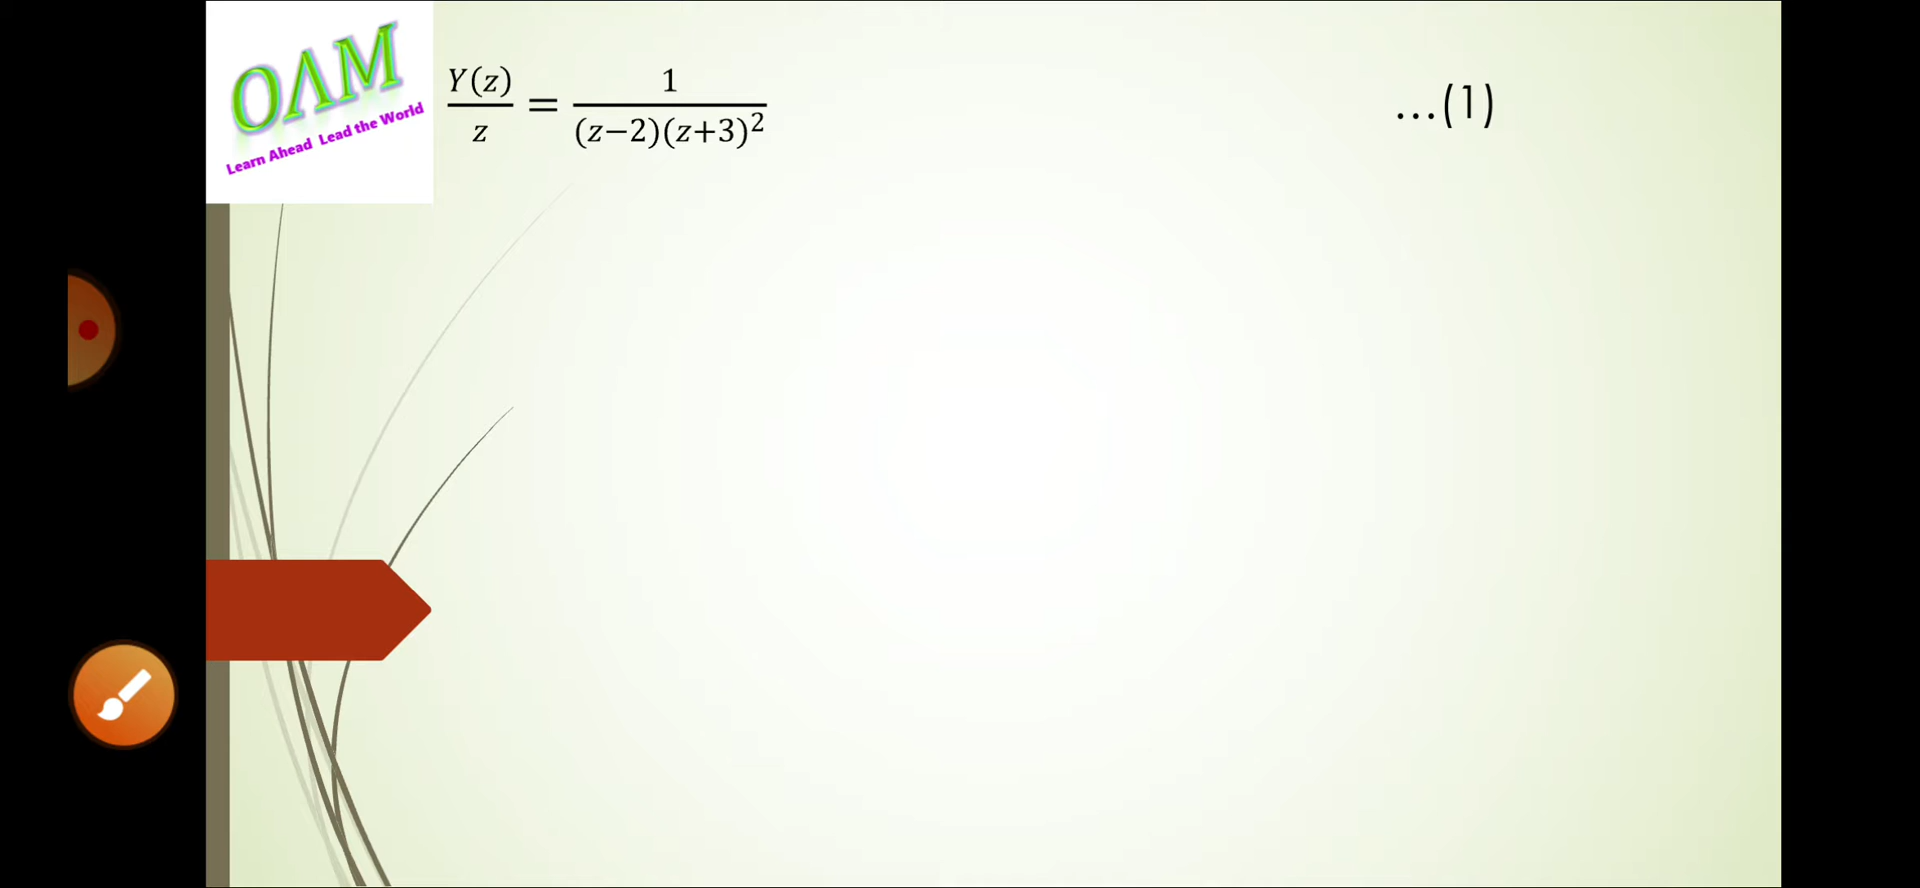 OΛM
Learn Ahead Lead the World
Y(z)/z = 1/((z−2)(z+3)²) ...(1)